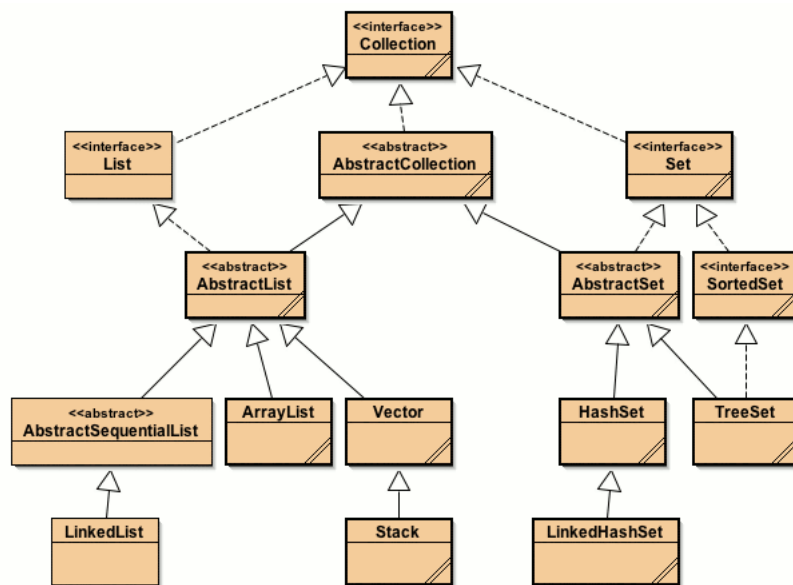 <<interface>>
Collection
<<interface>>
List
<<abstract>>
AbstractCollection
<<interface>>
Set
<<abstract>>
AbstractList
<<abstract>>
AbstractSet
<<interface>>
SortedSet
<<abstract>>
AbstractSequentialList
ArrayList
Vector
HashSet
TreeSet
LinkedList
Stack
LinkedHashSet